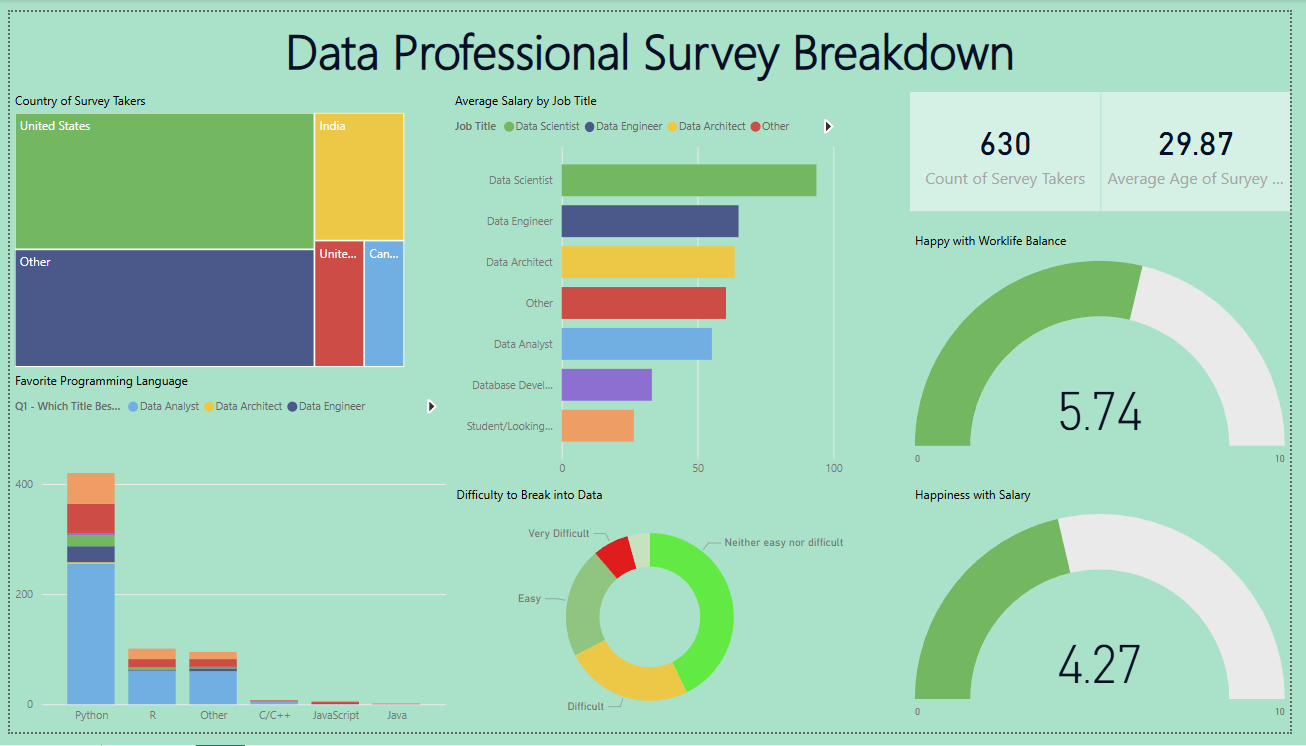 Data Professional Survey Breakdown
Country of Survey Takers
United States
India
Other
Unite...
Can...
Average Salary by Job Title
Job Title Data Scientist Data Engineer Data Architect Other
Data Scientist
Data Engineer
Data Architect
Other
Data Analyst
Database Devel...
Student/Looking...
0 50 100
630
Count of Servey Takers
29.87
Average Age of Suryey ...
Happy with Worklife Balance
5.74
0 10
Favorite Programming Language
Q1 - Which Title Bes... Data Analyst Data Architect Data Engineer
400
200
0
Python R Other C/C++ JavaScript Java
Difficulty to Break into Data
Very Difficult
Neither easy nor difficult
Easy
Difficult
Happiness with Salary
4.27
0 10